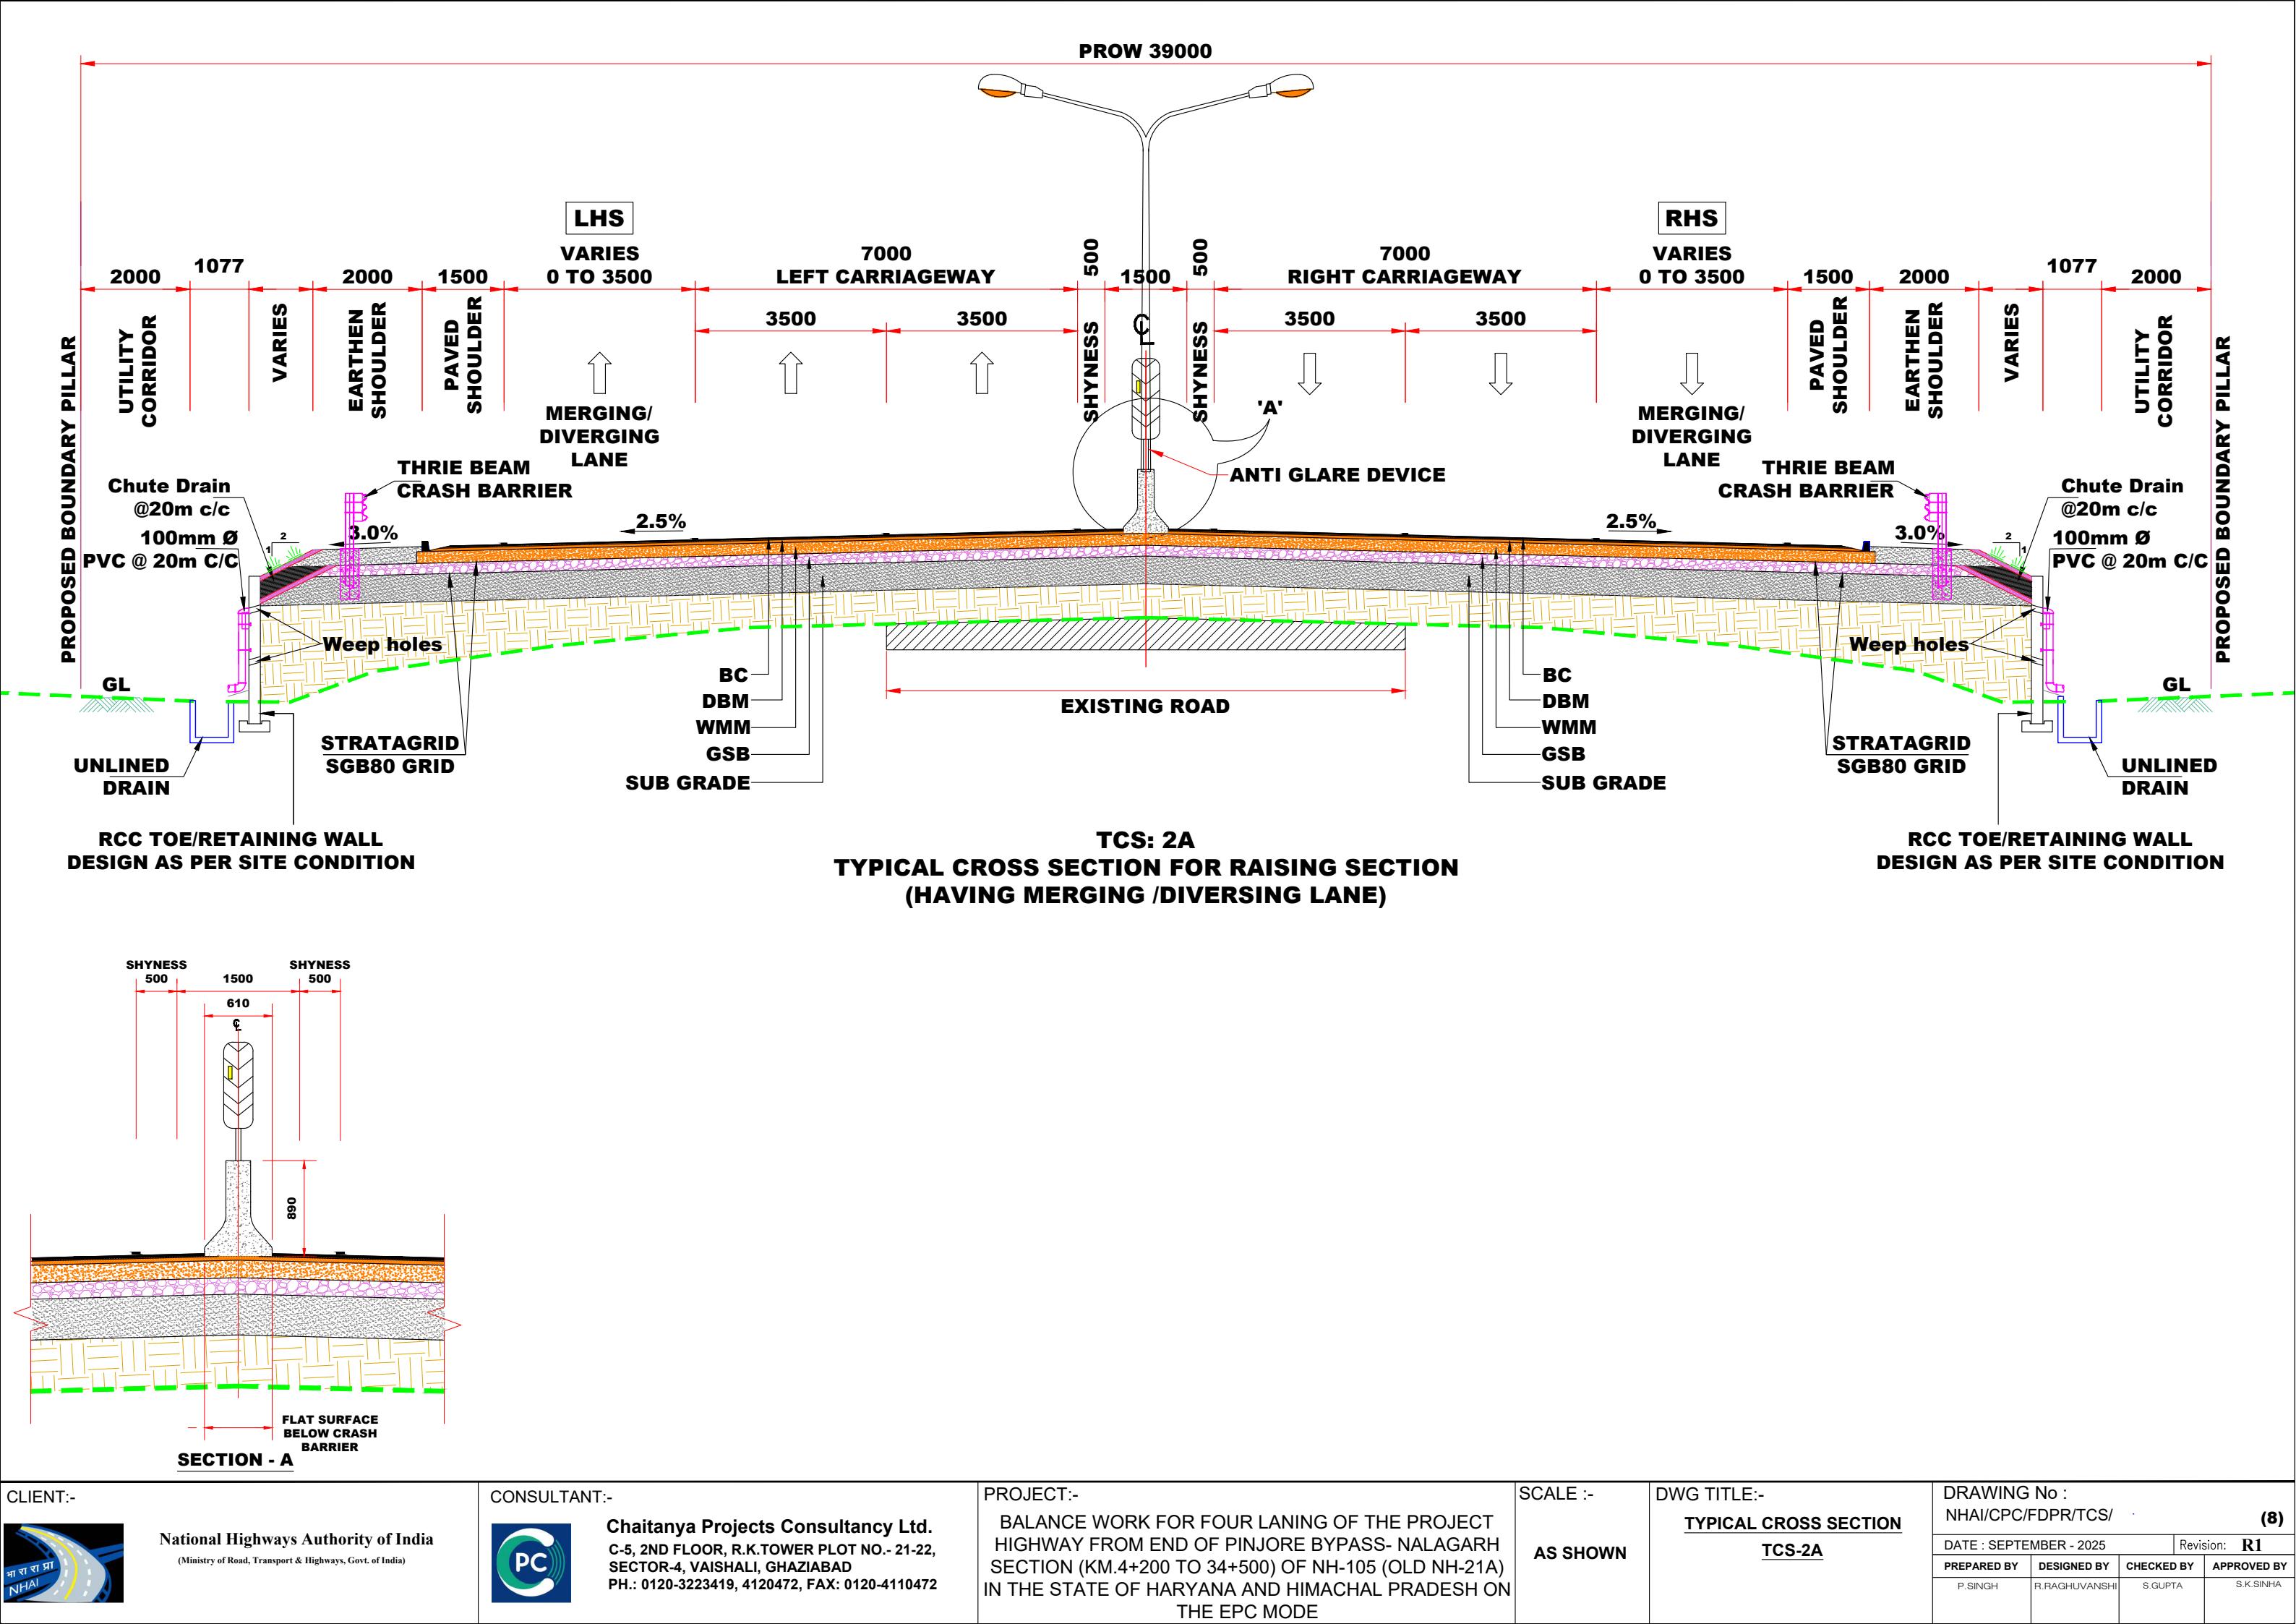 PROW 39000
LHS
RHS
VARIES
0 TO 3500
7000
LEFT CARRIAGEWAY
500
1500
500
7000
RIGHT CARRIAGEWAY
VARIES
0 TO 3500
2000
1077
2000
1500
1500
2000
1077
2000
3500
3500
3500
3500
PROPOSED BOUNDARY PILLAR
UTILITY
CORRIDOR
VARIES
EARTHEN
SHOULDER
PAVED
SHOULDER
SHYNESS
℄
SHYNESS
PAVED
SHOULDER
EARTHEN
SHOULDER
VARIES
UTILITY
CORRIDOR
PROPOSED BOUNDARY PILLAR
MERGING/
DIVERGING
LANE
'A'
MERGING/
DIVERGING
LANE
THRIE BEAM
CRASH BARRIER
ANTI GLARE DEVICE
THRIE BEAM
CRASH BARRIER
Chute Drain
@20m c/c
100mm Ø
PVC @ 20m C/C
Chute Drain
@20m c/c
100mm Ø
PVC @ 20m C/C
1
2
3.0%
2.5%
2.5%
3.0%
2
1
Weep holes
Weep holes
GL
GL
BC
DBM
WMM
GSB
SUB GRADE
EXISTING ROAD
BC
DBM
WMM
GSB
SUB GRADE
STRATAGRID
SGB80 GRID
STRATAGRID
SGB80 GRID
UNLINED
DRAIN
UNLINED
DRAIN
RCC TOE/RETAINING WALL
DESIGN AS PER SITE CONDITION
RCC TOE/RETAINING WALL
DESIGN AS PER SITE CONDITION
TCS: 2A
TYPICAL CROSS SECTION FOR RAISING SECTION
(HAVING MERGING /DIVERSING LANE)
SHYNESS
500
1500
SHYNESS
500
610
℄
890
FLAT SURFACE
BELOW CRASH
BARRIER
SECTION - A
CLIENT:-
भा रा रा प्रा
NHAI
National Highways Authority of India
(Ministry of Road, Transport & Highways, Govt. of India)
CONSULTANT:-
PC
Chaitanya Projects Consultancy Ltd.
C-5, 2ND FLOOR, R.K.TOWER PLOT NO.- 21-22,
SECTOR-4, VAISHALI, GHAZIABAD
PH.: 0120-3223419, 4120472, FAX: 0120-4110472
PROJECT:-
BALANCE WORK FOR FOUR LANING OF THE PROJECT
HIGHWAY FROM END OF PINJORE BYPASS- NALAGARH
SECTION (KM.4+200 TO 34+500) OF NH-105 (OLD NH-21A)
IN THE STATE OF HARYANA AND HIMACHAL PRADESH ON
THE EPC MODE
SCALE :-
AS SHOWN
DWG TITLE:-
TYPICAL CROSS SECTION
TCS-2A
DRAWING No :
NHAI/CPC/FDPR/TCS/
(8)
DATE : SEPTEMBER - 2025
Revision: R1
PREPARED BY
DESIGNED BY
CHECKED BY
APPROVED BY
P.SINGH
R.RAGHUVANSHI
S.GUPTA
S.K.SINHA